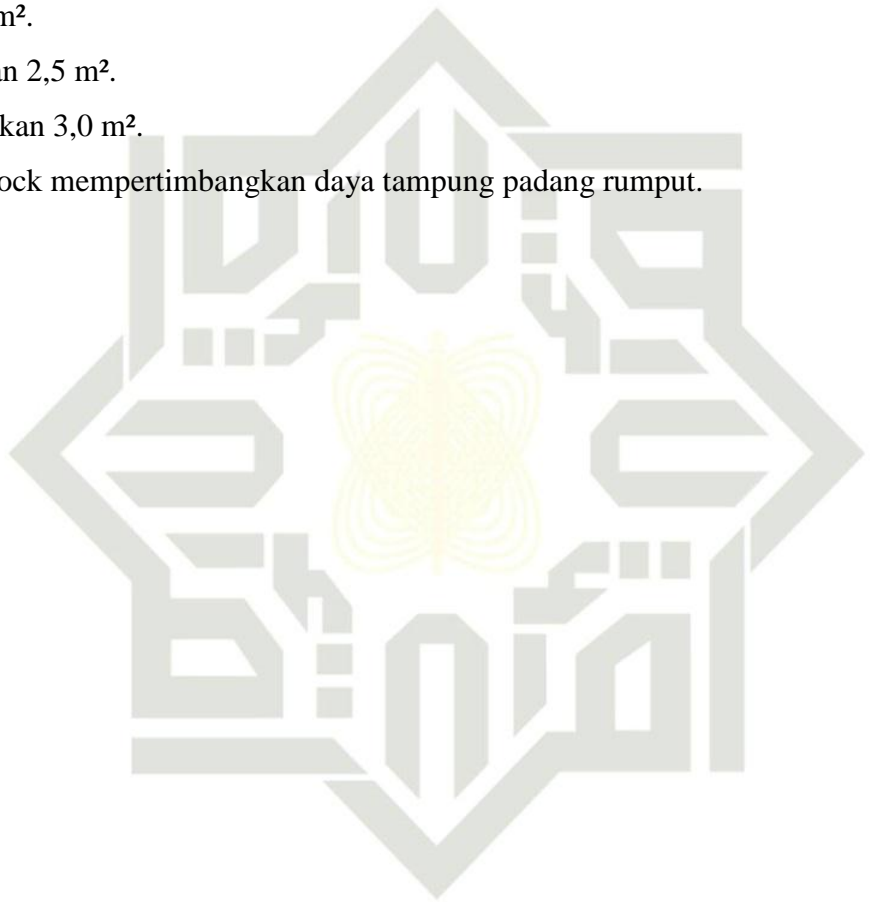 m².
an 2,5 m².
kan 3,0 m².
ock mempertimbangkan daya tampung padang rumput.